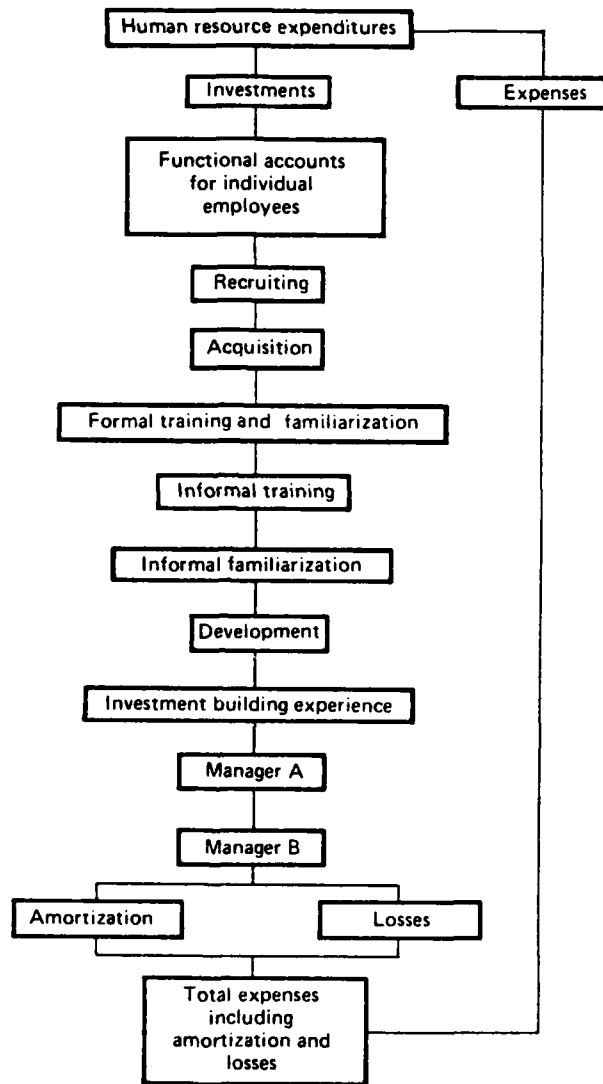 Human resource expenditures
Investments
Expenses
Functional accounts
for individual
employees
Recruiting
Acquisition
Formal training and familiarization
Informal training
Informal familiarization
Development
Investment building experience
Manager A
Manager B
Amortization
Losses
Total expenses
including
amortization and
losses